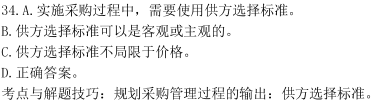 34.A.实施采购过程中，需要使用供方选择标准。
B.供方选择标准可以是客观或主观的。
C.供方选择标准不局限于价格。
D.正确答案。
考点与解题技巧：规划采购管理过程的输出：供方选择标准。